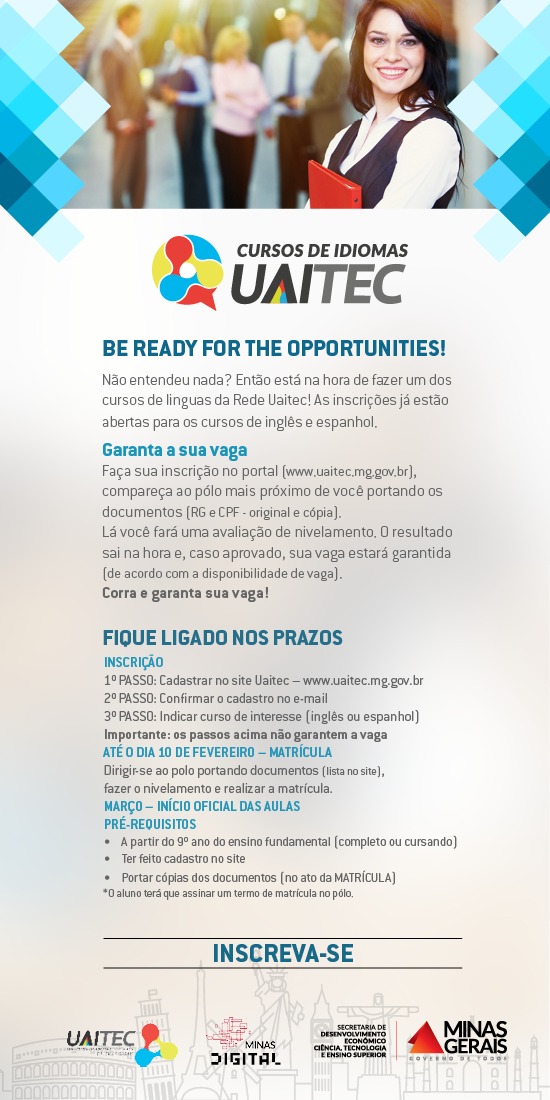 CURSOS DE IDIOMAS
UAITEC
BE READY FOR THE OPPORTUNITIES!
Não entendeu nada? Então está na hora de fazer um dos
cursos de linguas da Rede Uaitec! As inscrições já estão
abertas para os cursos de inglês e espanhol.
Garanta a sua vaga
Faça sua inscrição no portal (www.uaitec.mg.gov.br),
compareça ao pólo mais próximo de você portando os
documentos (RG e CPF - original e cópia).
Lá você fará uma avaliação de nivelamento. O resultado
sai na hora e, caso aprovado, sua vaga estará garantida
(de acordo com a disponibilidade de vaga).
Corra e garanta sua vaga!
FIQUE LIGADO NOS PRAZOS
INSCRIÇÃO
1º PASSO: Cadastrar no site Uaitec – www.uaitec.mg.gov.br
2º PASSO: Confirmar o cadastro no e-mail
3º PASSO: Indicar curso de interesse (inglês ou espanhol)
Importante: os passos acima não garantem a vaga
ATÉ O DIA 10 DE FEVEREIRO – MATRÍCULA
Dirigir-se ao polo portando documentos (lista no site),
fazer o nivelamento e realizar a matrícula.
MARÇO – INÍCIO OFICIAL DAS AULAS
PRÉ-REQUISITOS
• A partir do 9º ano do ensino fundamental (completo ou cursando)
• Ter feito cadastro no site
• Portar cópias dos documentos (no ato da MATRÍCULA)
*O aluno terá que assinar um termo de matrícula no pólo.
INSCREVA-SE
UAITEC
MINAS
DIGITAL
SECRETARIA DE
DESENVOLVIMENTO
ECONÔMICO
CIÊNCIA, TECNOLOGIA
E ENSINO SUPERIOR
MINAS
GERAIS
GOVERNO DE TODOS